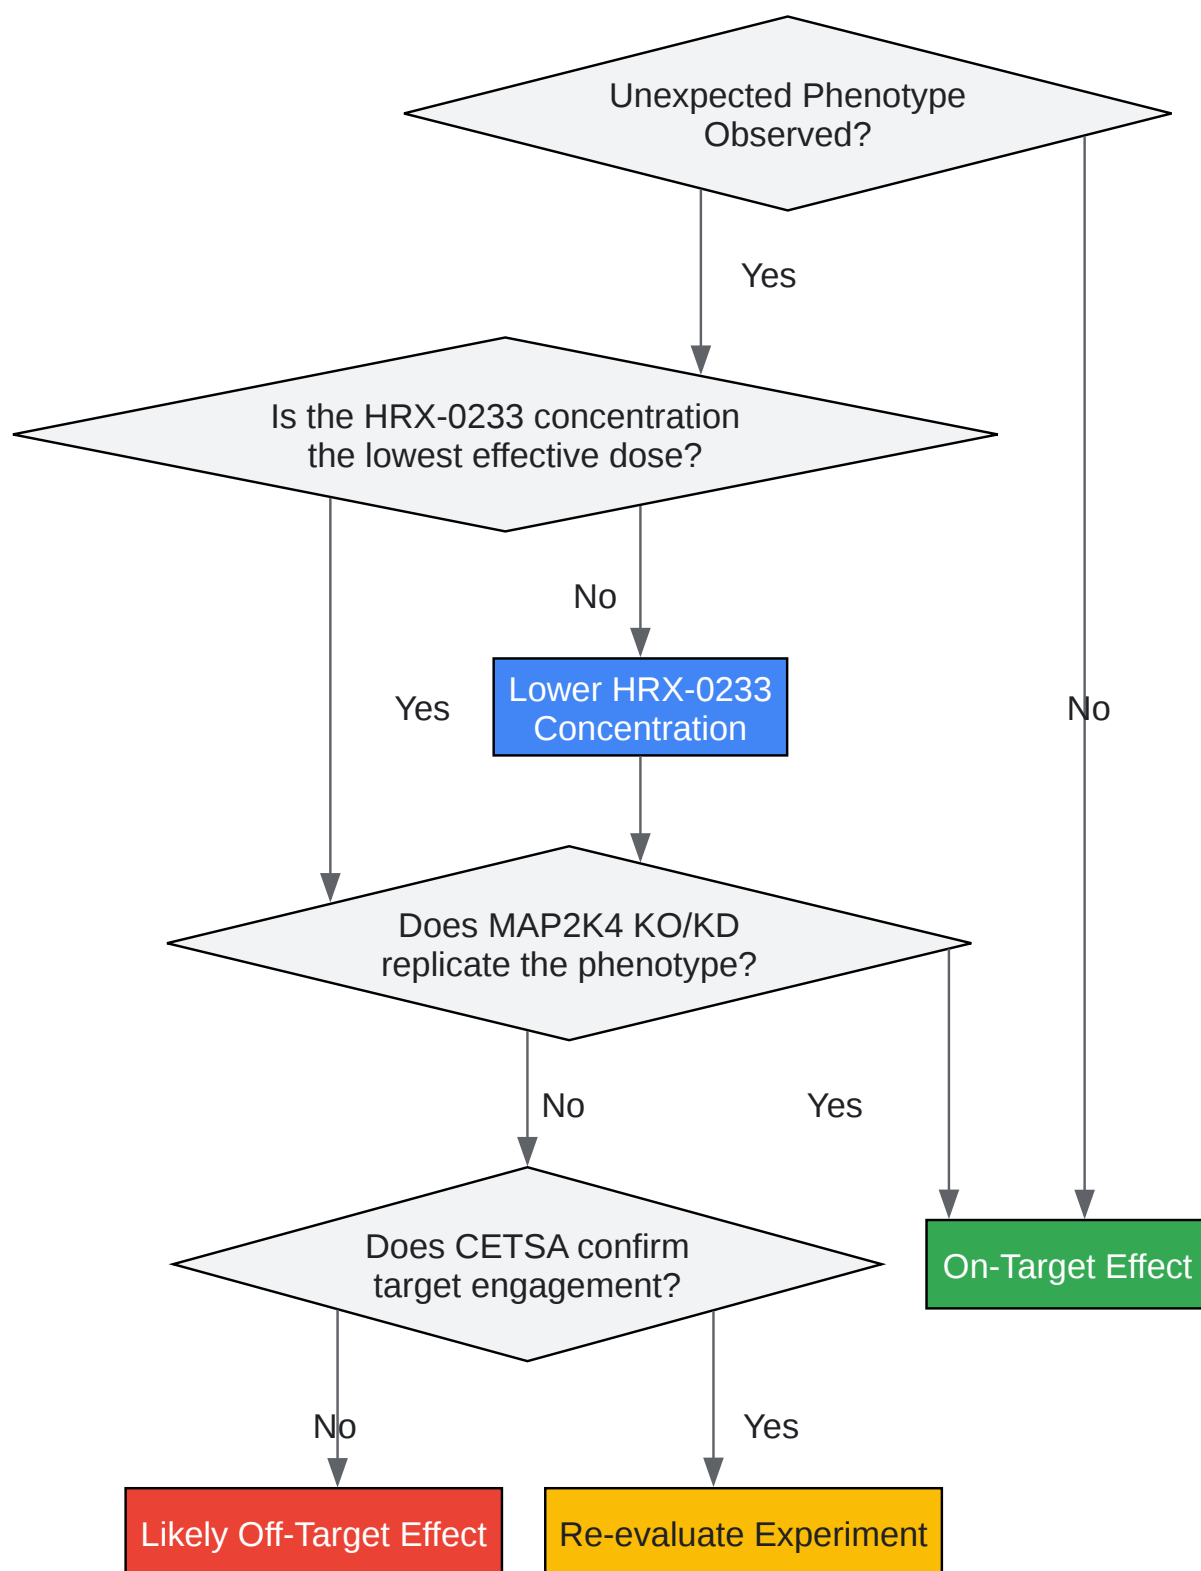 Unexpected Phenotype
Observed?
Yes
Is the HRX-0233 concentration
the lowest effective dose?
No
Lower HRX-0233
Concentration
Yes
No
Does MAP2K4 KO/KD
replicate the phenotype?
No
Yes
Does CETSA confirm
target engagement?
On-Target Effect
No
Yes
Likely Off-Target Effect
Re-evaluate Experiment